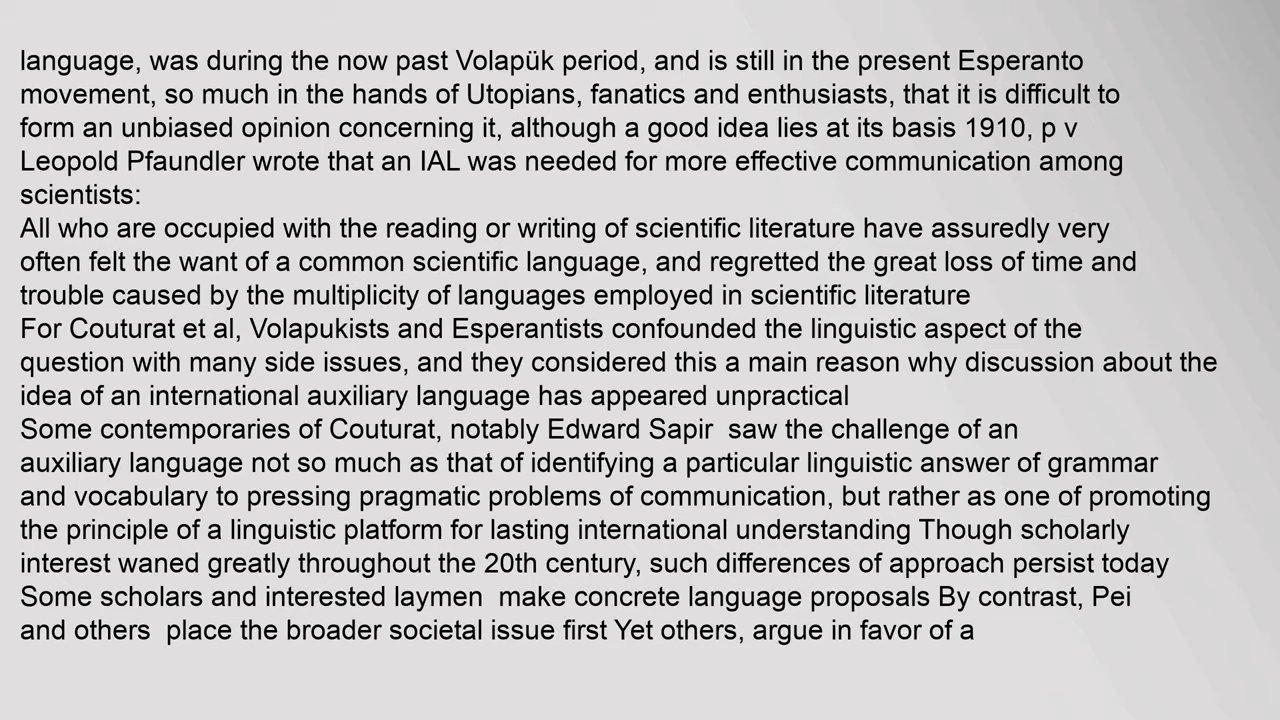 language, was during the now past Volapük period, and is still in the present Esperanto
movement, so much in the hands of Utopians, fanatics and enthusiasts, that it is difficult to
form an unbiased opinion concerning it, although a good idea lies at its basis 1910, p v
Leopold Pfaundler wrote that an IAL was needed for more effective communication among
scientists:
All who are occupied with the reading or writing of scientific literature have assuredly very
often felt the want of a common scientific language, and regretted the great loss of time and
trouble caused by the multiplicity of languages employed in scientific literature
For Couturat et al, Volapukists and Esperantists confounded the linguistic aspect of the
question with many side issues, and they considered this a main reason why discussion about the
idea of an international auxiliary language has appeared unpractical
Some contemporaries of Couturat, notably Edward Sapir  saw the challenge of an
auxiliary language not so much as that of identifying a particular linguistic answer of grammar
and vocabulary to pressing pragmatic problems of communication, but rather as one of promoting
the principle of a linguistic platform for lasting international understanding Though scholarly
interest waned greatly throughout the 20th century, such differences of approach persist today
Some scholars and interested laymen  make concrete language proposals By contrast, Pei
and others  place the broader societal issue first Yet others, argue in favor of a